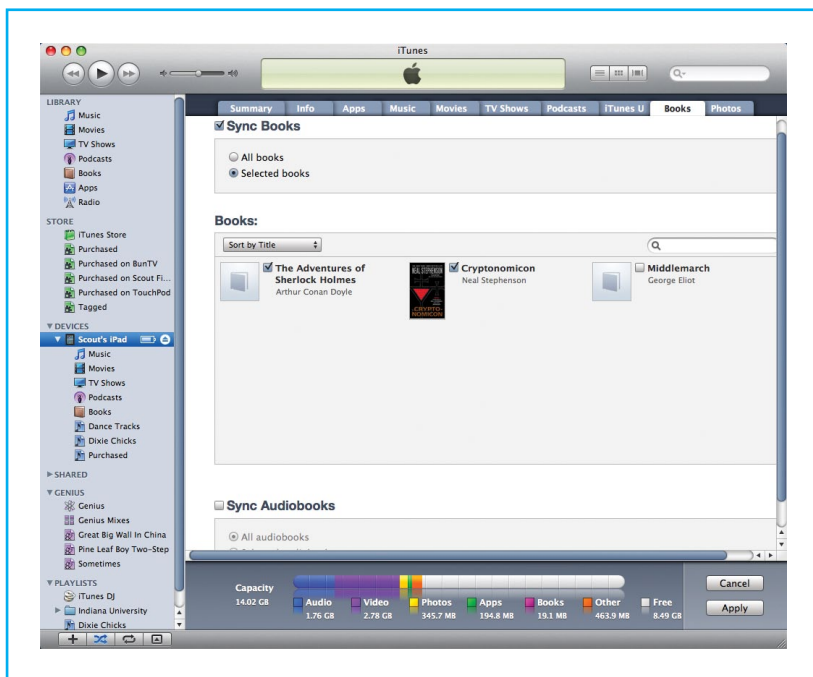 iTunes
Q-
LIBRARY
Music
Movies
TV Shows
Podcasts
Books
Apps
Radio
STORE
iTunes Store
Purchased
Purchased on BunTV
Purchased on Scout Fi...
Purchased on TouchPod
Tagged
DEVICES
Scout's iPad
Music
Movies
TV Shows
Podcasts
Books
Dance Tracks
Dixie Chicks
Purchased
SHARED
GENIUS
Genius
Genius Mixes
Great Big Wall In China
Pine Leaf Boy Two-Step
Sometimes
PLAYLISTS
iTunes DJ
Indiana University
Dixie Chicks
Summary Info Apps Music Movies TV Shows Podcasts iTunes U Books Photos
Sync Books
All books
Selected books
Books:
Sort by Title
The Adventures of
Sherlock Holmes
Arthur Conan Doyle
NEAL STEPHENSON
CRYPTO-
NOMICON
Cryptonomicon
Neal Stephenson
Middlemarch
George Eliot
Sync Audiobooks
All audiobooks
Capacity
14.02 GB
Audio
1.76 GB
Video
2.78 GB
Photos
345.7 MB
Apps
194.8 MB
Books
19.1 MB
Other
463.9 MB
Free
8.49 GB
Cancel
Apply